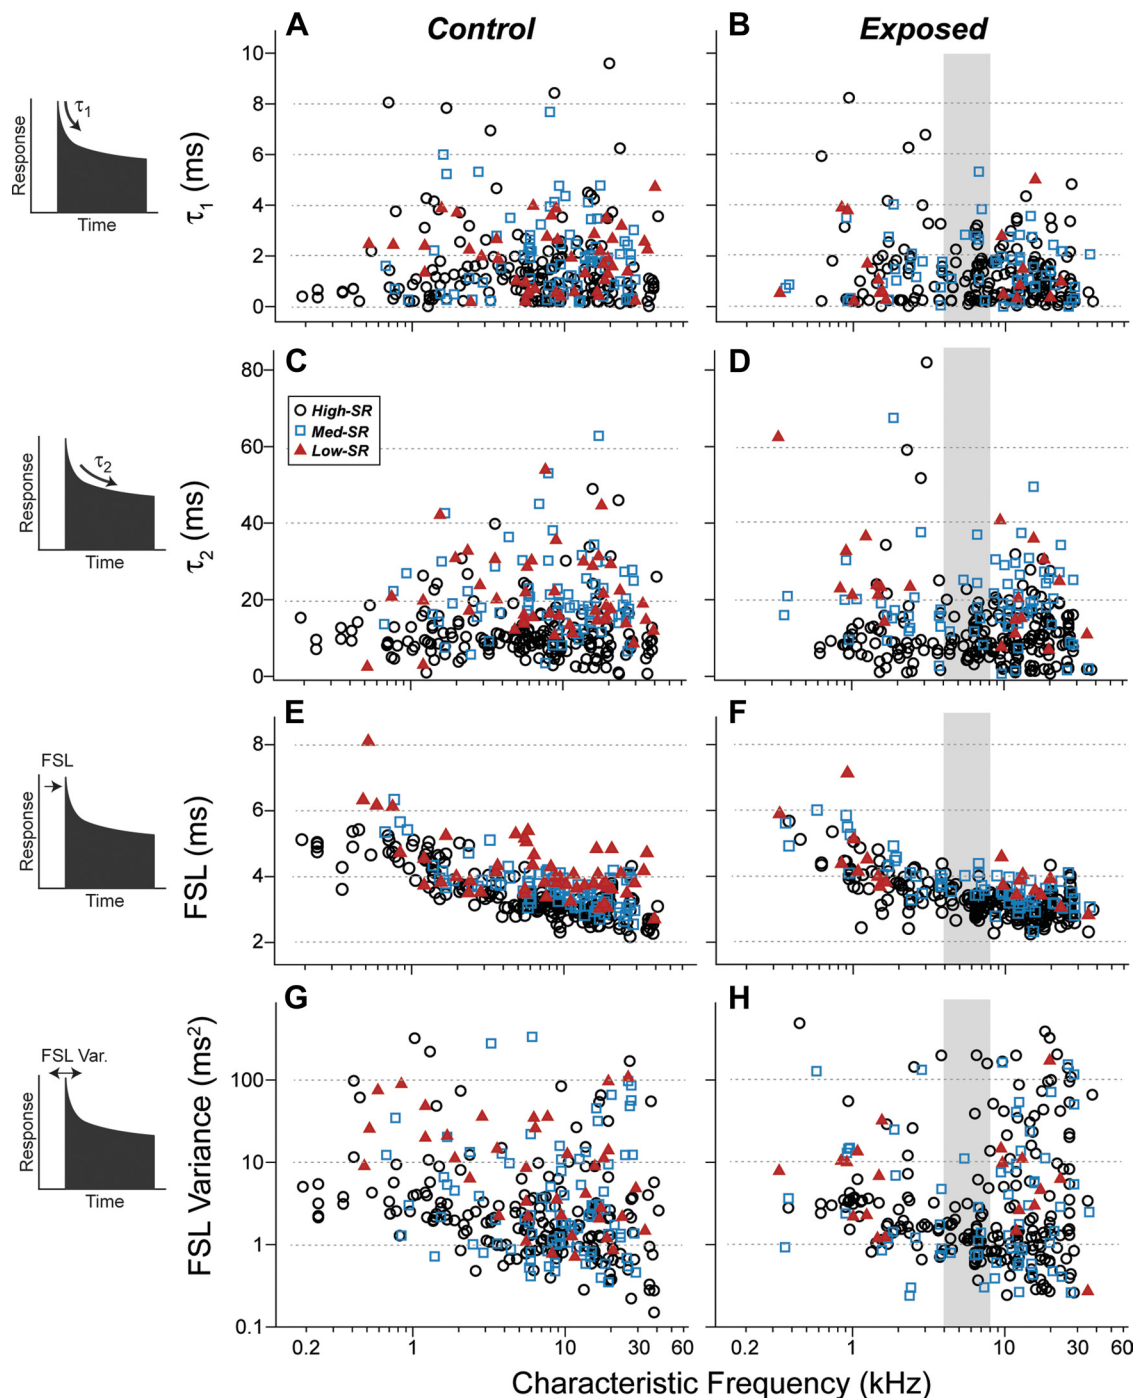 A Control
B Exposed
10
8
6
4
2
0
τ1 (ms)
Response
Time
τ1
C
D
80
60
40
20
0
τ2 (ms)
High-SR
Med-SR
Low-SR
Response
Time
τ2
E
F
8
6
4
2
FSL (ms)
FSL
Response
Time
G
H
100
10
1
0.1
FSL Variance (ms²)
FSL Var.
Response
Time
0.2 1 10 30 60
0.2 1 10 30 60
Characteristic Frequency (kHz)